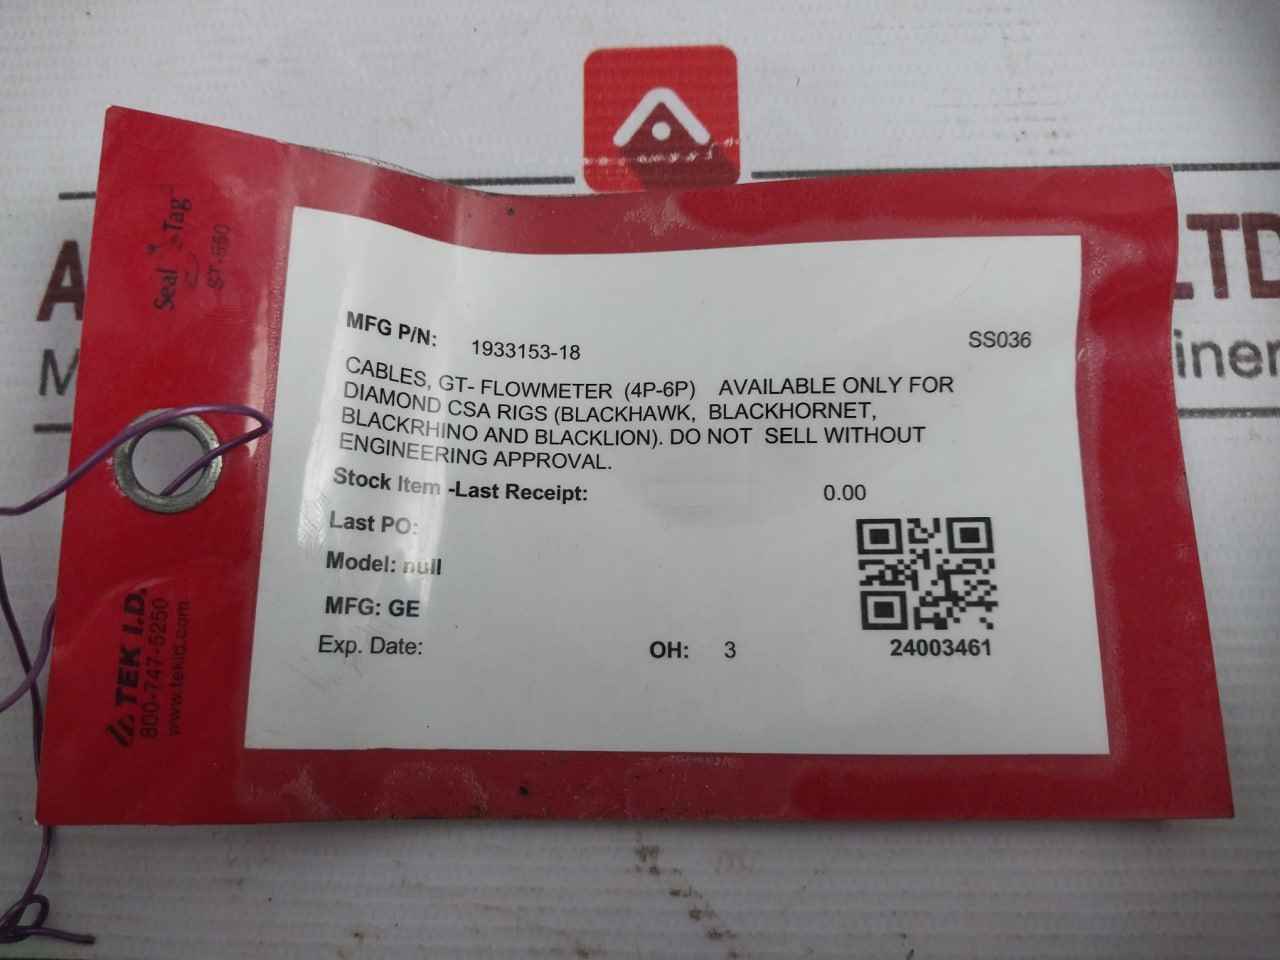 Seal Tag
ST-550
MFG P/N: 1933153-18 SS036
CABLES, GT- FLOWMETER (4P-6P) AVAILABLE ONLY FOR
DIAMOND CSA RIGS (BLACKHAWK, BLACKHORNET,
BLACKRHINO AND BLACKLION). DO NOT SELL WITHOUT
ENGINEERING APPROVAL.
Stock Item -Last Receipt: 0.00
Last PO:
Model: null
MFG: GE
Exp. Date: OH: 3
24003461
TEK I.D.
800-747-5250
www.tekid.com
LTD